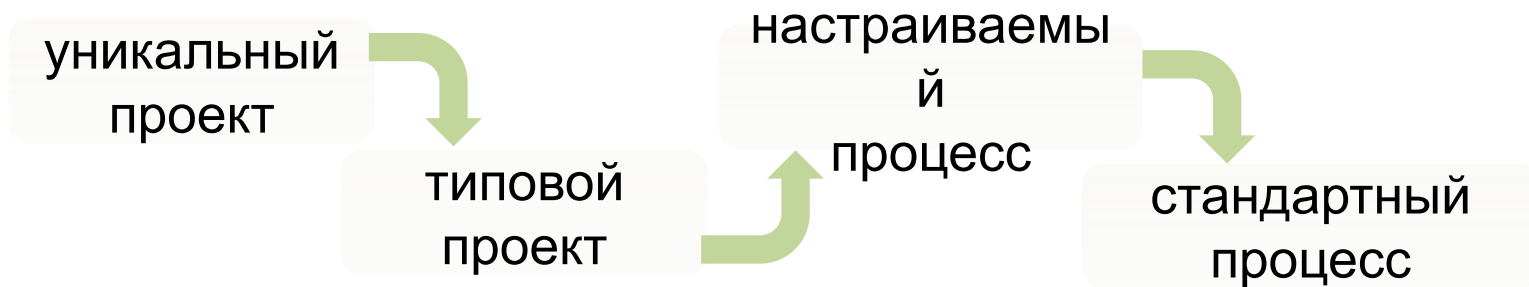 уникальный
проект
типовой
проект
настраиваемы
й
процесс
стандартный
процесс